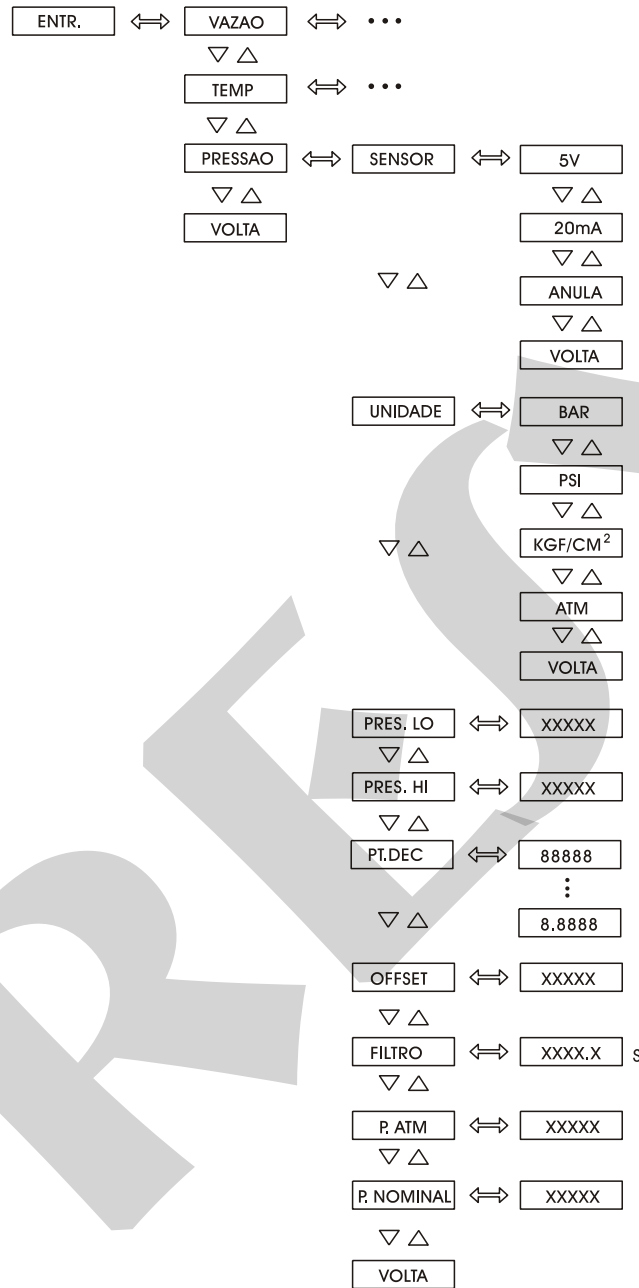 ENTR. VAZAO •••
TEMP •••
PRESSAO SENSOR 5V
VOLTA 20mA
ANULA
VOLTA
UNIDADE BAR
PSI
KGF/CM²
ATM
VOLTA
PRES. LO XXXXX
PRES. HI XXXXX
PT.DEC 88888
8.8888
OFFSET XXXXX
FILTRO XXXX.X S
P. ATM XXXXX
P. NOMINAL XXXXX
VOLTA